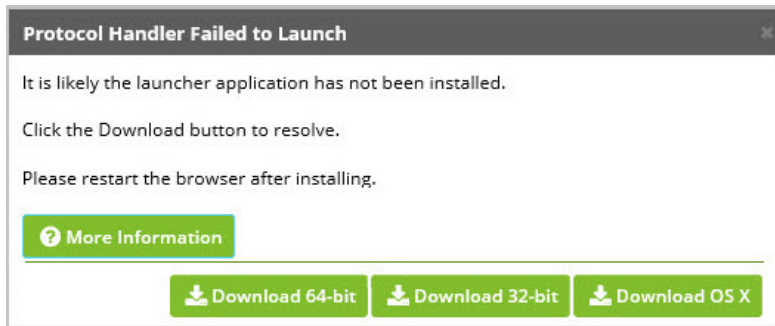 Protocol Handler Failed to Launch
It is likely the launcher application has not been installed.
Click the Download button to resolve.
Please restart the browser after installing.
More Information
Download 64-bit
Download 32-bit
Download OS X